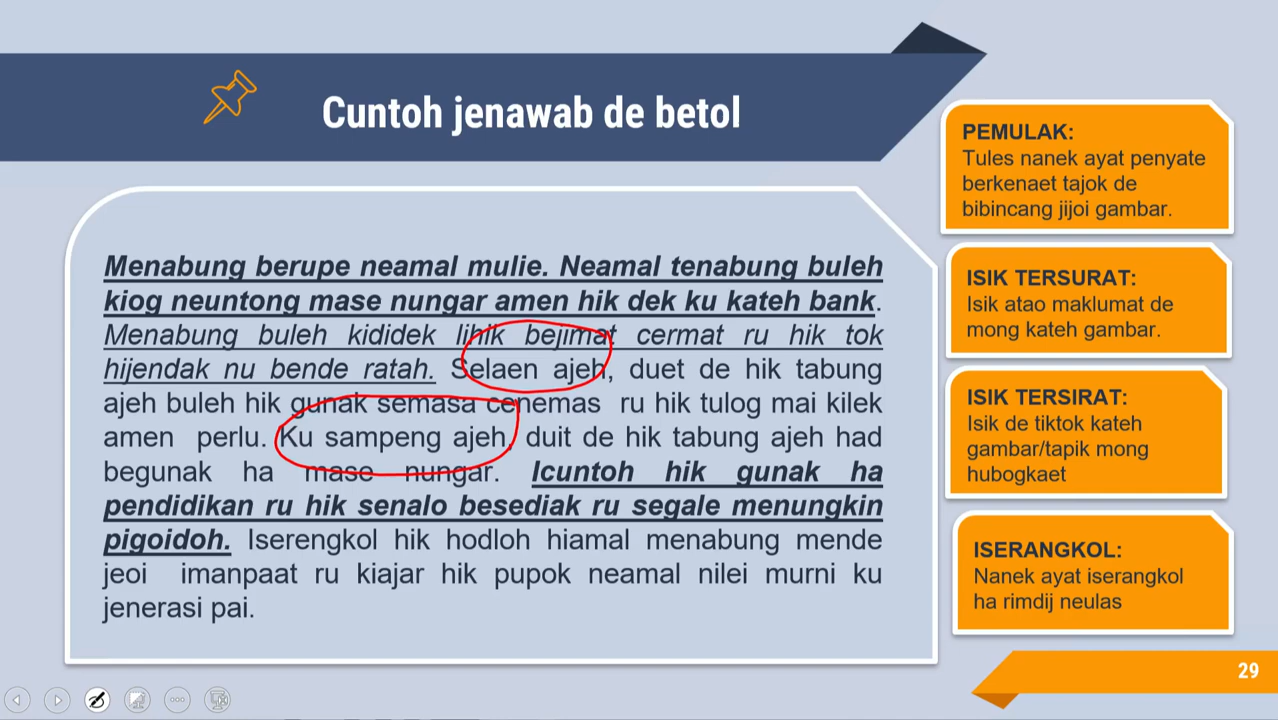 Cuntoh jenawab de betol
Menabung berupe neamal mulie. Neamal tenabung buleh
kiog neuntong mase nungar amen hik dek ku kateh bank.
Menabung buleh kididek lihik bejimat cermat ru hik tok
hijendak nu bende ratah. Selaen ajeh, duet de hik tabung
ajeh buleh hik gunak semasa cenemas ru hik tulog mai kilek
amen perlu. Ku sampeng ajeh, duit de hik tabung ajeh had
begunak ha mase nungar. Icuntoh hik gunak ha
pendidikan ru hik senalo besediak ru segale menungkin
pigoidoh. Iserengkol hik hodloh hiamal menabung mende
jeoi imanpaat ru kiajar hik pupok neamal nilei murni ku
jenerasi pai.
PEMULAK:
Tules nanek ayat penyate
berkenaet tajok de
bibincang jijoi gambar.
ISIK TERSURAT:
Isik atao maklumat de
mong kateh gambar.
ISIK TERSIRAT:
Isik de tiktok kateh
gambar/tapik mong
hubogkaet
ISERANGKOL:
Nanek ayat iserangkol
ha rimdij neulas
29